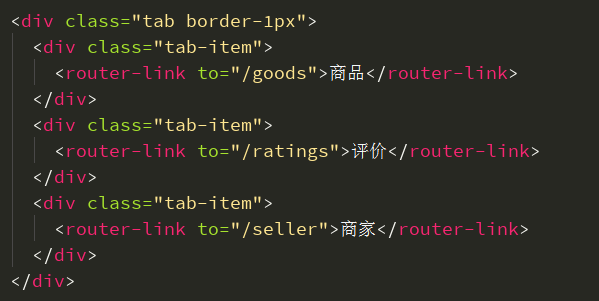 <div class="tab border-1px">
<div class="tab-item">
<router-link to="/goods">商品</router-link>
</div>
<div class="tab-item">
<router-link to="/ratings">评价</router-link>
</div>
<div class="tab-item">
<router-link to="/seller">商家</router-link>
</div>
</div>